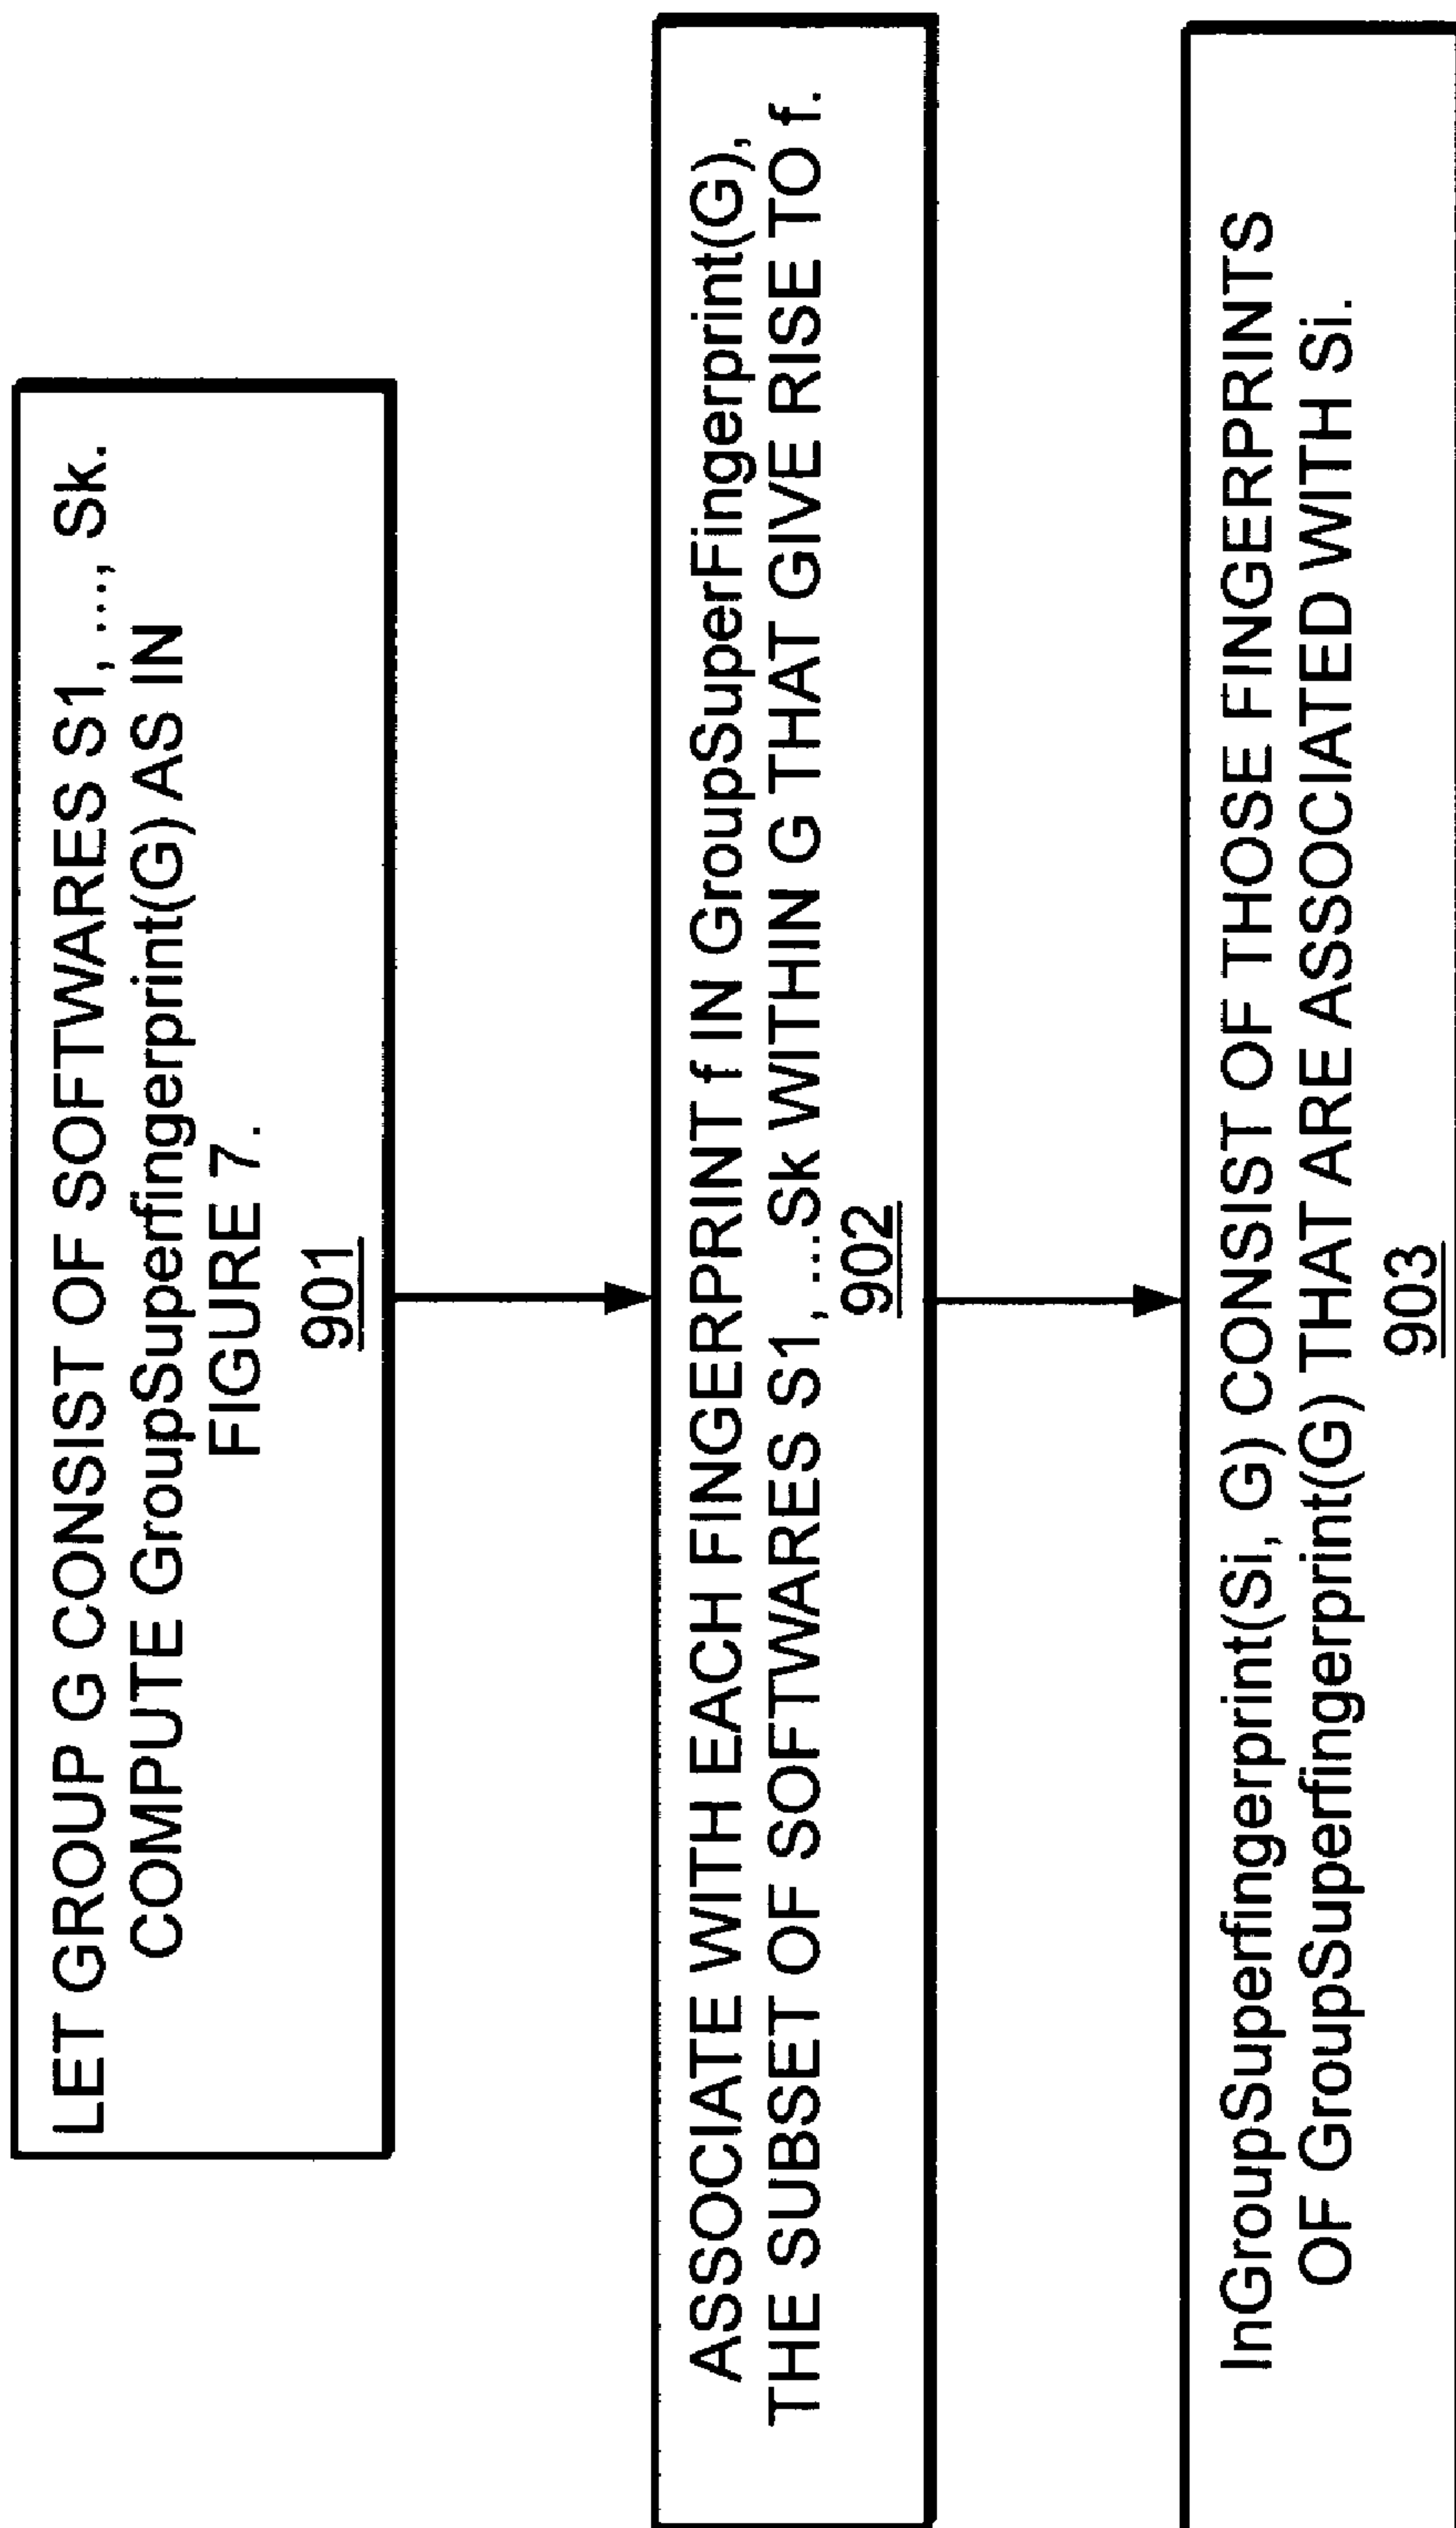 LET GROUP G CONSIST OF SOFTWARES S1, ..., Sk.
COMPUTE GroupSuperfingerprint(G) AS IN
FIGURE 7.
901
ASSOCIATE WITH EACH FINGERPRINT f IN GroupSuperFingerprint(G),
THE SUBSET OF SOFTWARES S1, ...Sk WITHIN G THAT GIVE RISE TO f.
902
InGroupSuperfingerprint(Si, G) CONSIST OF THOSE FINGERPRINTS
OF GroupSuperfingerprint(G) THAT ARE ASSOCIATED WITH Si.
903